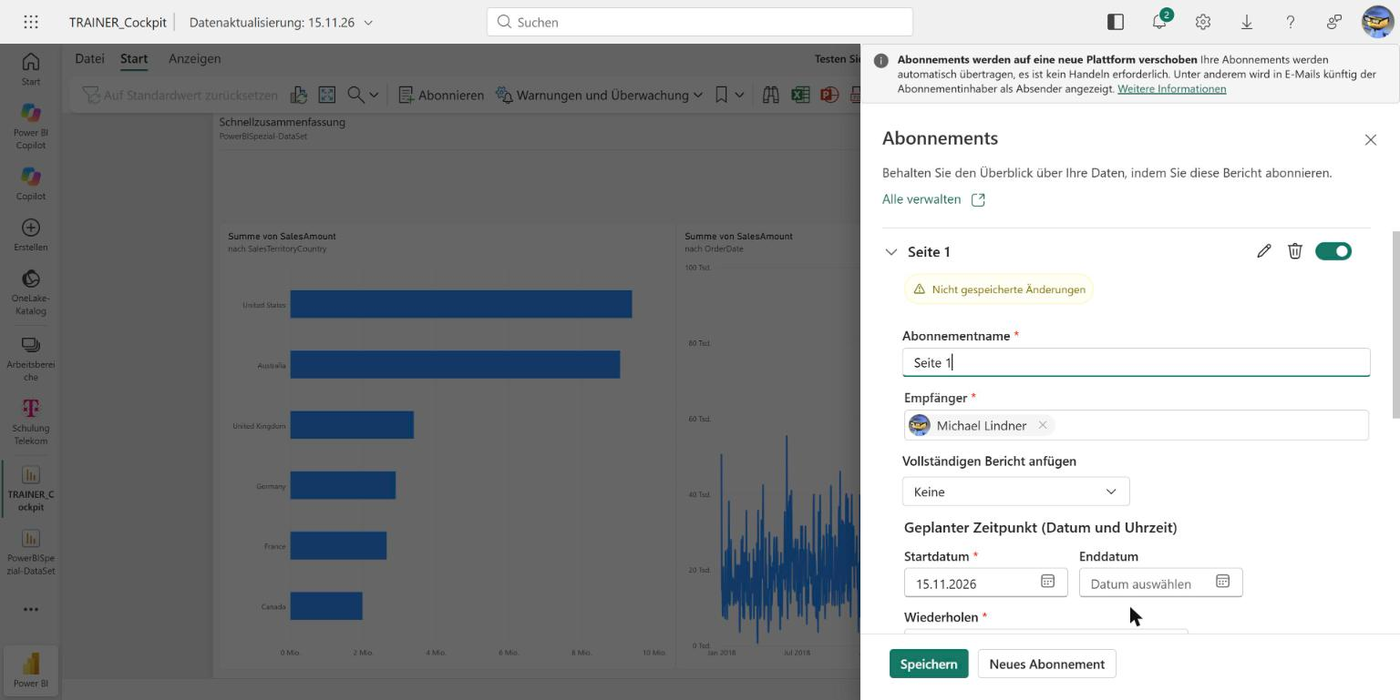 TRAINER_Cockpit
Datenaktualisierung: 15.11.26
Suchen
2
Datei
Start
Anzeigen
Testen Sie
Auf Standardwert zurücksetzen
Abonnieren
Warnungen und Überwachung
Start
Power BI
Copilot
Copilot
Erstellen
OneLake-
Katalog
Arbeitsberei
che
Schulung
Telekom
TRAINER_C
ockpit
PowerBISpe
zial-DataSet
Power BI
Schnellzusammenfassung
PowerBISpezial-DataSet
Summe von SalesAmount
nach SalesTerritoryCountry
United States
Australia
United Kingdom
Germany
France
Canada
0 Mio.
2 Mio.
4 Mio.
6 Mio.
8 Mio.
10 Mio.
Summe von SalesAmount
nach OrderDate
100 Tsd.
80 Tsd.
60 Tsd.
40 Tsd.
20 Tsd.
0 Tsd.
Jan 2018
Jul 2018
Abonnements werden auf eine neue Plattform verschoben Ihre Abonnements werden
automatisch übertragen, es ist kein Handeln erforderlich. Unter anderem wird in E-Mails künftig der
Abonnementinhaber als Absender angezeigt. Weitere Informationen
Abonnements
Behalten Sie den Überblick über Ihre Daten, indem Sie diese Bericht abonnieren.
Alle verwalten
Seite 1
Nicht gespeicherte Änderungen
Abonnementname *
Seite 1
Empfänger *
Michael Lindner
Vollständigen Bericht anfügen
Keine
Geplanter Zeitpunkt (Datum und Uhrzeit)
Startdatum *
Enddatum
15.11.2026
Datum auswählen
Wiederholen *
Speichern
Neues Abonnement